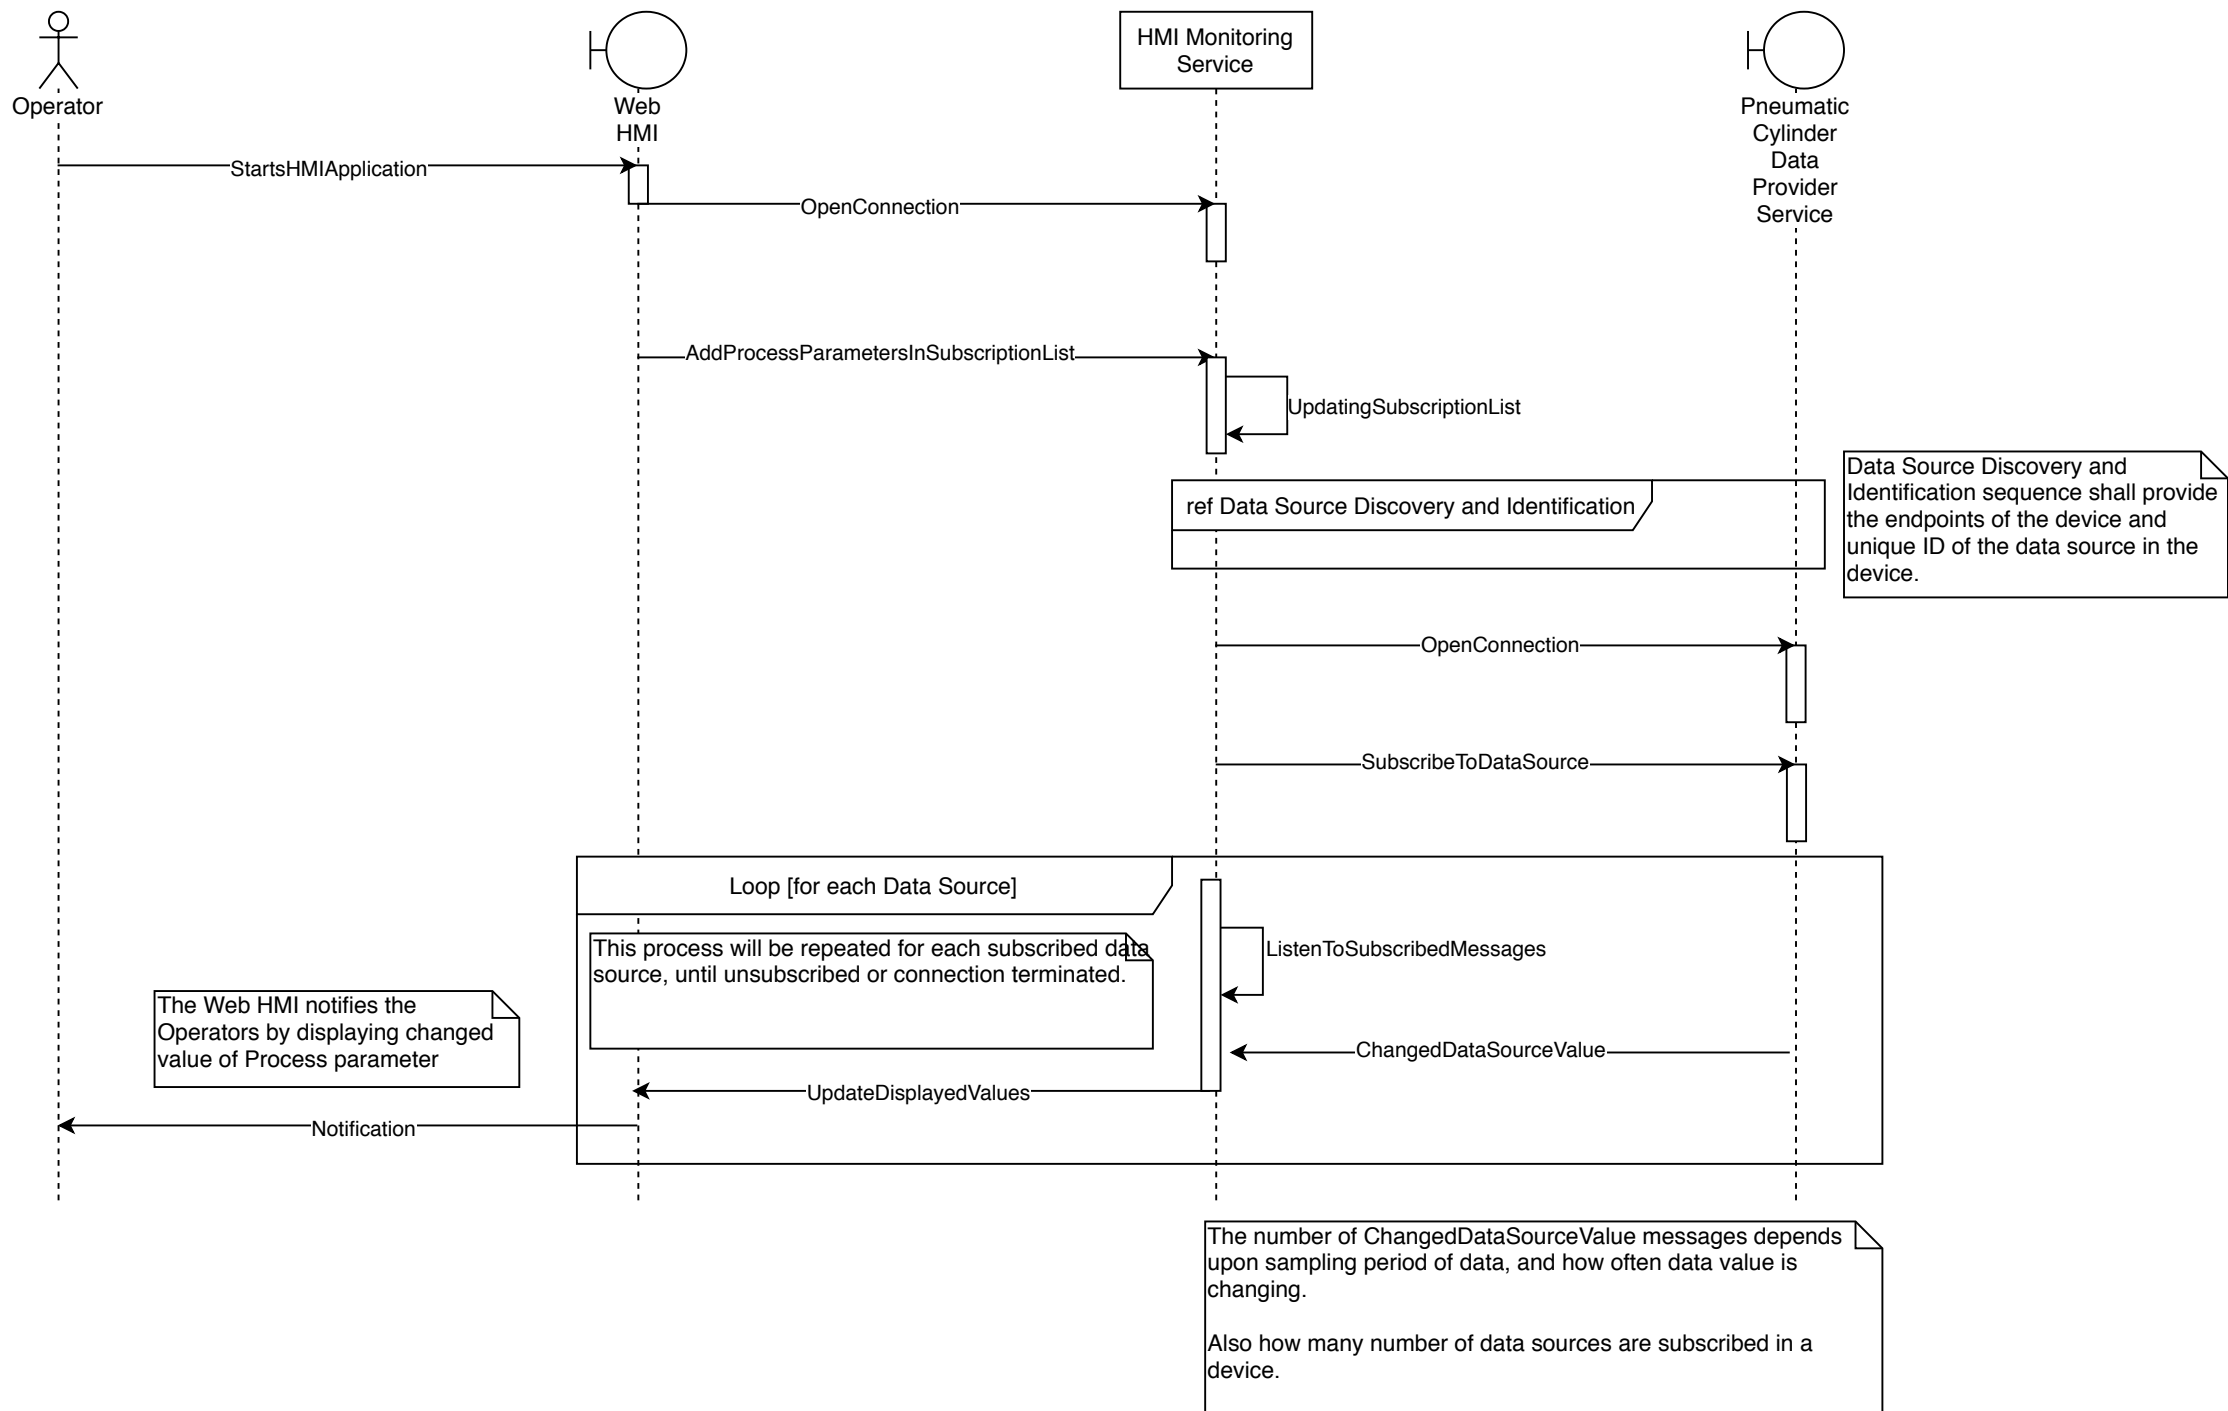 HMI Monitoring
Service
Operator
Web
HMI
Pneumatic
Cylinder
Data
Provider
Service
StartsHMIApplication
OpenConnection
AddProcessParametersInSubscriptionList
UpdatingSubscriptionList
ref Data Source Discovery and Identification
Data Source Discovery and
Identification sequence shall provide
the endpoints of the device and
unique ID of the data source in the
device.
OpenConnection
SubscribeToDataSource
Loop [for each Data Source]
This process will be repeated for each subscribed data
source, until unsubscribed or connection terminated.
ListenToSubscribedMessages
The Web HMI notifies the
Operators by displaying changed
value of Process parameter
ChangedDataSourceValue
UpdateDisplayedValues
Notification
The number of ChangedDataSourceValue messages depends
upon sampling period of data, and how often data value is
changing.
Also how many number of data sources are subscribed in a
device.